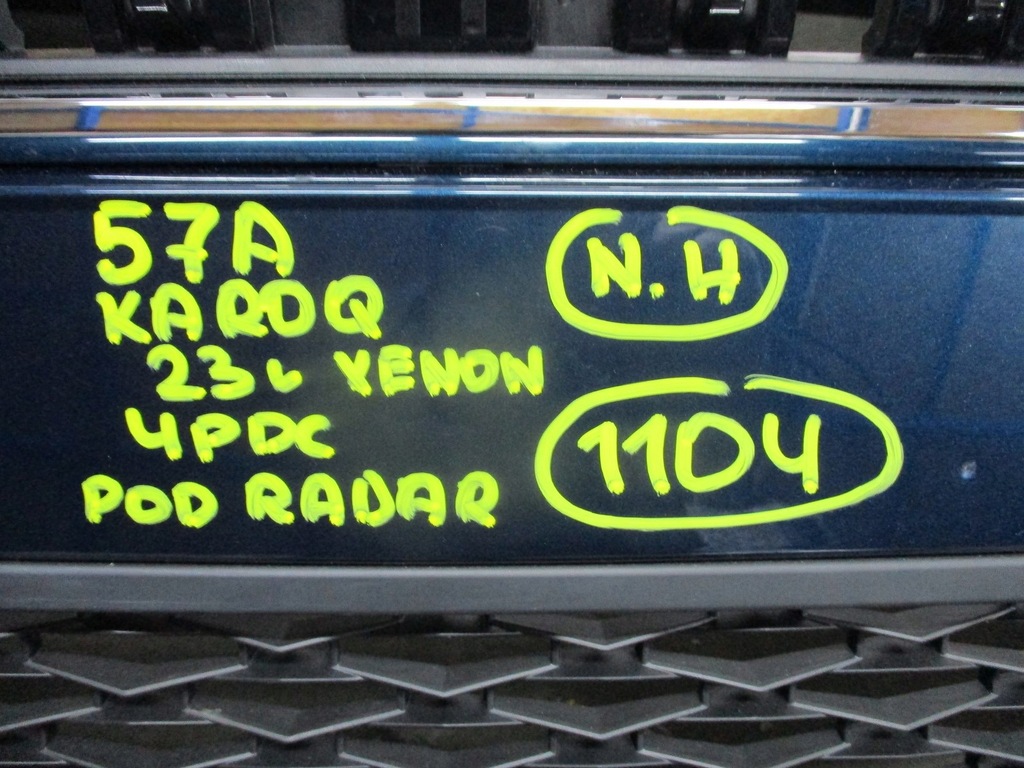 57A
KAROQ
23L XENON
4PDC
POD RADAR
N.H
1104